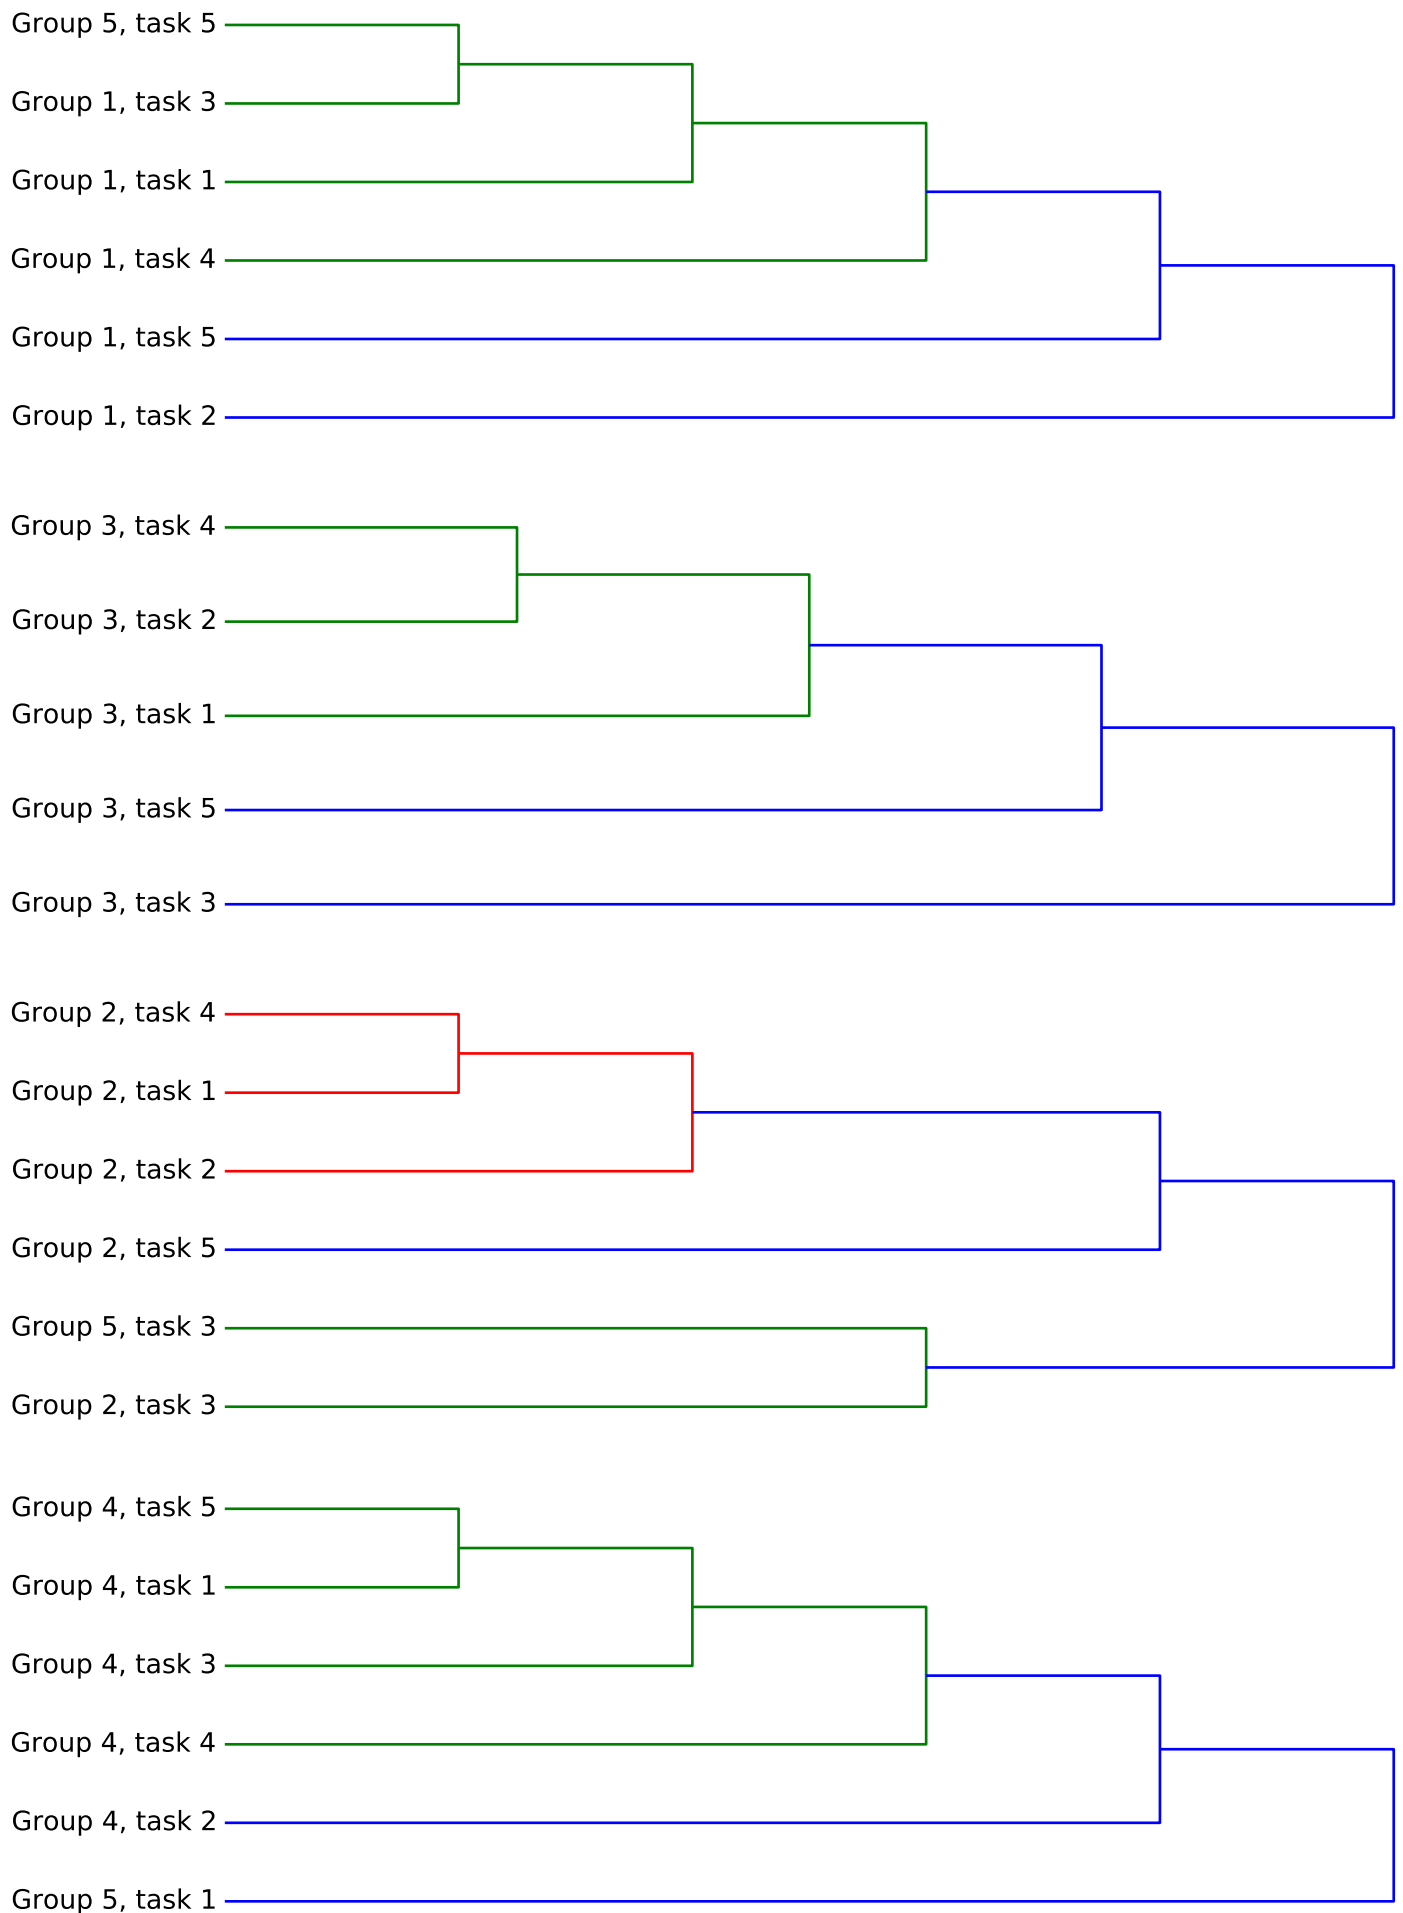 Group 5, task 5
Group 1, task 3
Group 1, task 1
Group 1, task 4
Group 1, task 5
Group 1, task 2
Group 3, task 4
Group 3, task 2
Group 3, task 1
Group 3, task 5
Group 3, task 3
Group 2, task 4
Group 2, task 1
Group 2, task 2
Group 2, task 5
Group 5, task 3
Group 2, task 3
Group 4, task 5
Group 4, task 1
Group 4, task 3
Group 4, task 4
Group 4, task 2
Group 5, task 1